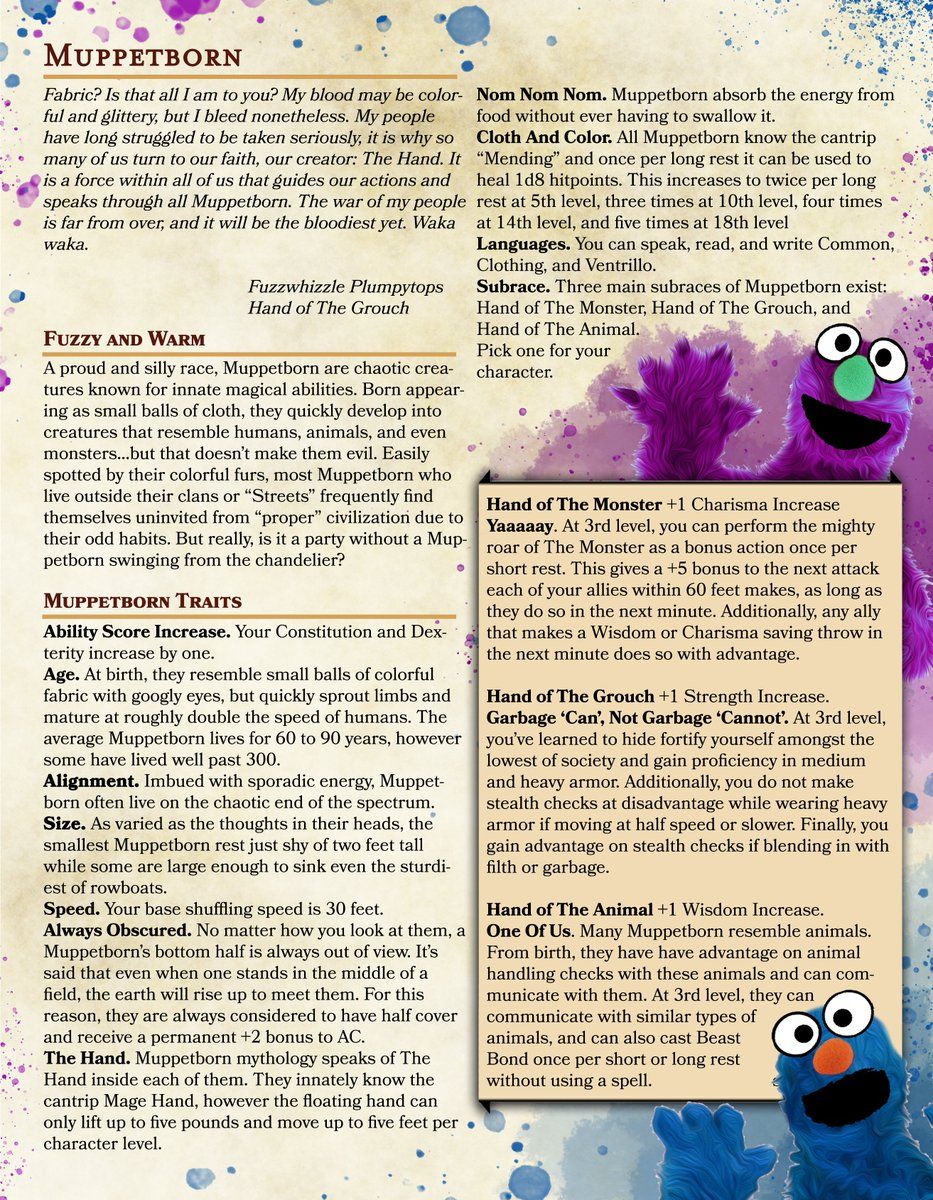 Muppetborn
Fabric? Is that all I am to you? My blood may be color-
ful and glittery, but I bleed nonetheless. My people
have long struggled to be taken seriously, it is why so
many of us turn to our faith, our creator: The Hand. It
is a force within all of us that guides our actions and
speaks through all Muppetborn. The war of my people
is far from over, and it will be the bloodiest yet. Waka
waka.
Fuzzwhizzle Plumpytops
Hand of The Grouch
Fuzzy and Warm
A proud and silly race, Muppetborn are chaotic crea-
tures known for innate magical abilities. Born appear-
ing as small balls of cloth, they quickly develop into
creatures that resemble humans, animals, and even
monsters...but that doesn't make them evil. Easily
spotted by their colorful furs, most Muppetborn who
live outside their clans or "Streets" frequently find
themselves uninvited from "proper" civilization due to
their odd habits. But really, is it a party without a Mup-
petborn swinging from the chandelier?
Muppetborn Traits
Ability Score Increase. Your Constitution and Dex-
terity increase by one.
Age. At birth, they resemble small balls of colorful
fabric with googly eyes, but quickly sprout limbs and
mature at roughly double the speed of humans. The
average Muppetborn lives for 60 to 90 years, however
some have lived well past 300.
Alignment. Imbued with sporadic energy, Muppet-
born often live on the chaotic end of the spectrum.
Size. As varied as the thoughts in their heads, the
smallest Muppetborn rest just shy of two feet tall
while some are large enough to sink even the sturdi-
est of rowboats.
Speed. Your base shuffling speed is 30 feet.
Always Obscured. No matter how you look at them, a
Muppetborn's bottom half is always out of view. It's
said that even when one stands in the middle of a
field, the earth will rise up to meet them. For this
reason, they are always considered to have half cover
and receive a permanent +2 bonus to AC.
The Hand. Muppetborn mythology speaks of The
Hand inside each of them. They innately know the
cantrip Mage Hand, however the floating hand can
only lift up to five pounds and move up to five feet per
character level.
Nom Nom Nom. Muppetborn absorb the energy from
food without ever having to swallow it.
Cloth And Color. All Muppetborn know the cantrip
"Mending" and once per long rest it can be used to
heal 1d8 hitpoints. This increases to twice per long
rest at 5th level, three times at 10th level, four times
at 14th level, and five times at 18th level
Languages. You can speak, read, and write Common,
Clothing, and Ventrillo.
Subrace. Three main subraces of Muppetborn exist:
Hand of The Monster, Hand of The Grouch, and
Hand of The Animal.
Pick one for your
character.
Hand of The Monster +1 Charisma Increase
Yaaaaay. At 3rd level, you can perform the mighty
roar of The Monster as a bonus action once per
short rest. This gives a +5 bonus to the next attack
each of your allies within 60 feet makes, as long as
they do so in the next minute. Additionally, any ally
that makes a Wisdom or Charisma saving throw in
the next minute does so with advantage.
Hand of The Grouch +1 Strength Increase.
Garbage 'Can', Not Garbage 'Cannot'. At 3rd level,
you've learned to hide fortify yourself amongst the
lowest of society and gain proficiency in medium
and heavy armor. Additionally, you do not make
stealth checks at disadvantage while wearing heavy
armor if moving at half speed or slower. Finally, you
gain advantage on stealth checks if blending in with
filth or garbage.
Hand of The Animal +1 Wisdom Increase.
One Of Us. Many Muppetborn resemble animals.
From birth, they have have advantage on animal
handling checks with these animals and can com-
municate with them. At 3rd level, they can
communicate with similar types of
animals, and can also cast Beast
Bond once per short or long rest
without using a spell.